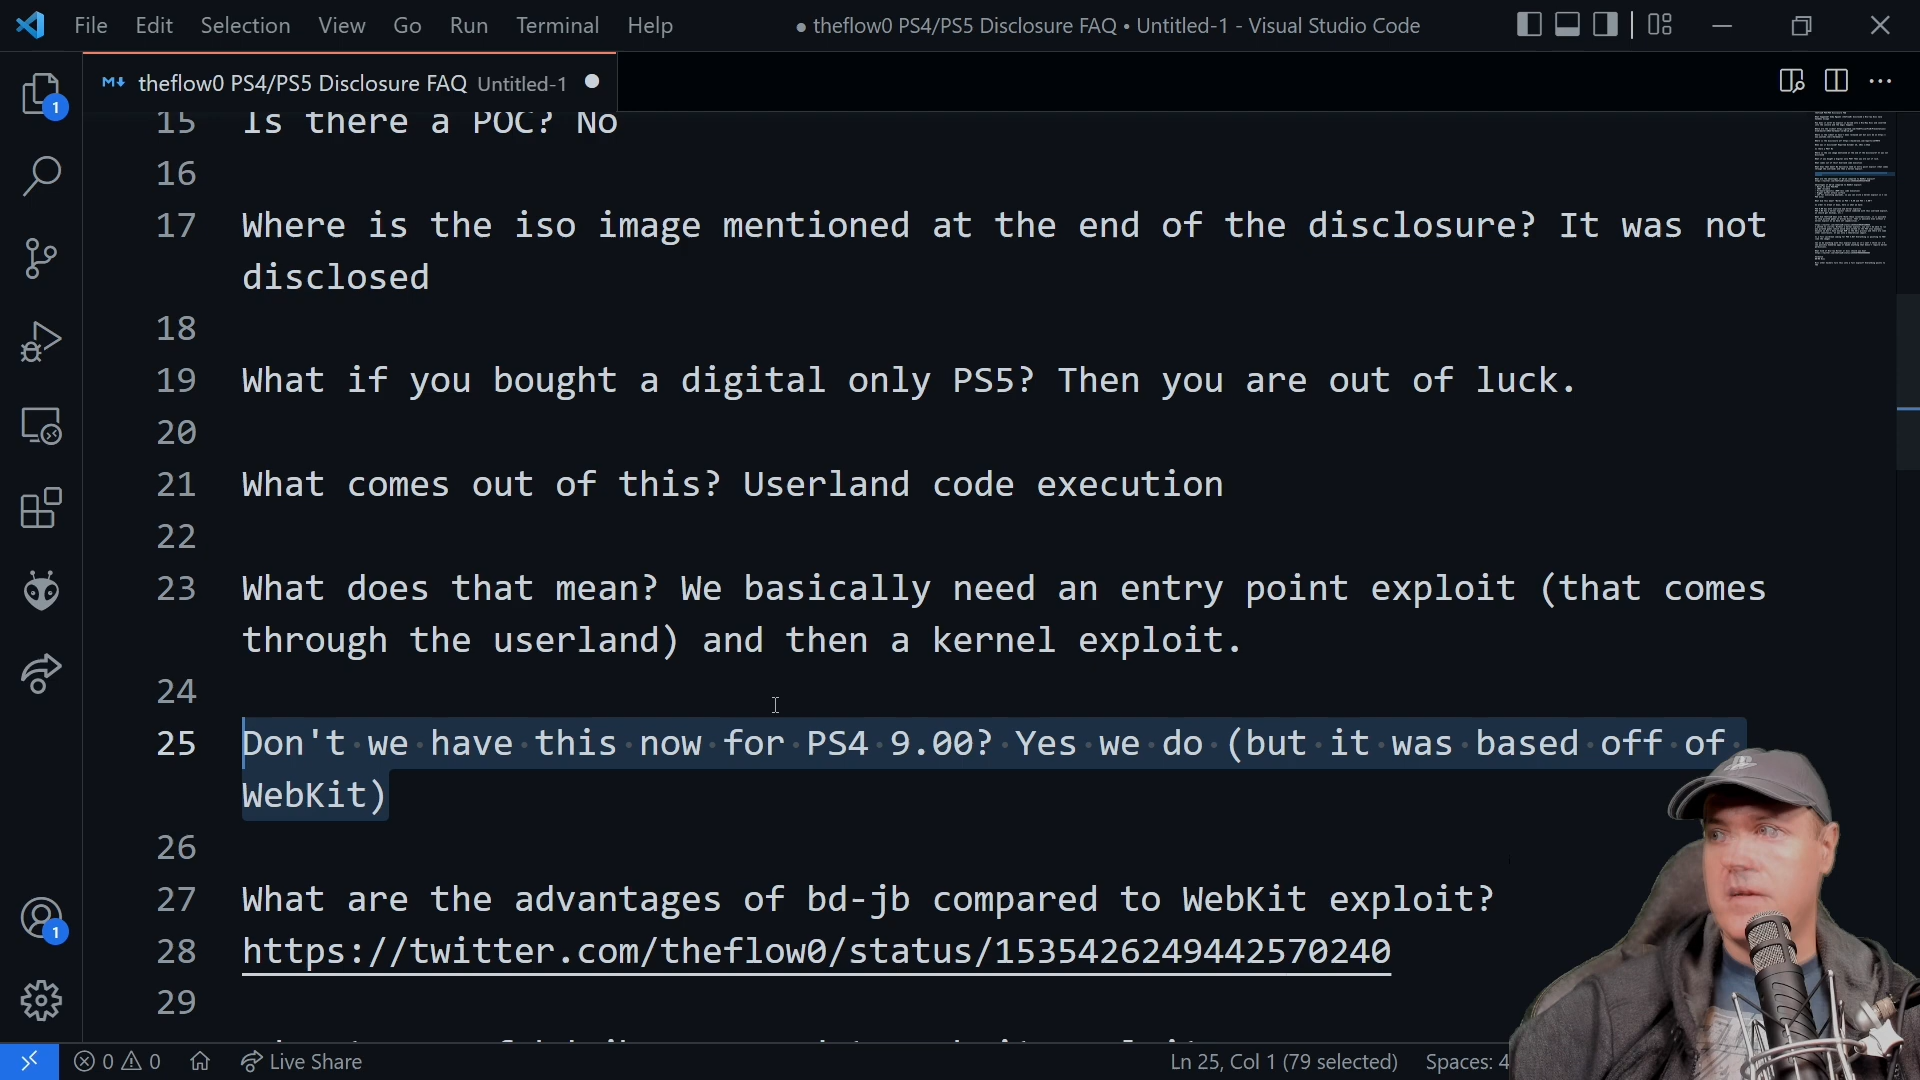 File Edit Selection View Go Run Terminal Help ● theflow0 PS4/PS5 Disclosure FAQ • Untitled-1 - Visual Studio Code
theflow0 PS4/PS5 Disclosure FAQ Untitled-1 ●
1
15 Is there a POC? No
16
17 Where is the iso image mentioned at the end of the disclosure? It was not
disclosed
18
19 What if you bought a digital only PS5? Then you are out of luck.
20
21 What comes out of this? Userland code execution
22
23 What does that mean? We basically need an entry point exploit (that comes
through the userland) and then a kernel exploit.
24
25 Don't we have this now for PS4 9.00? Yes we do (but it was based off of
WebKit)
26
27 What are the advantages of bd-jb compared to WebKit exploit?
28 https://twitter.com/theflow0/status/1535426249442570240
29
1
0 0 Live Share Ln 25, Col 1 (79 selected) Spaces: 4